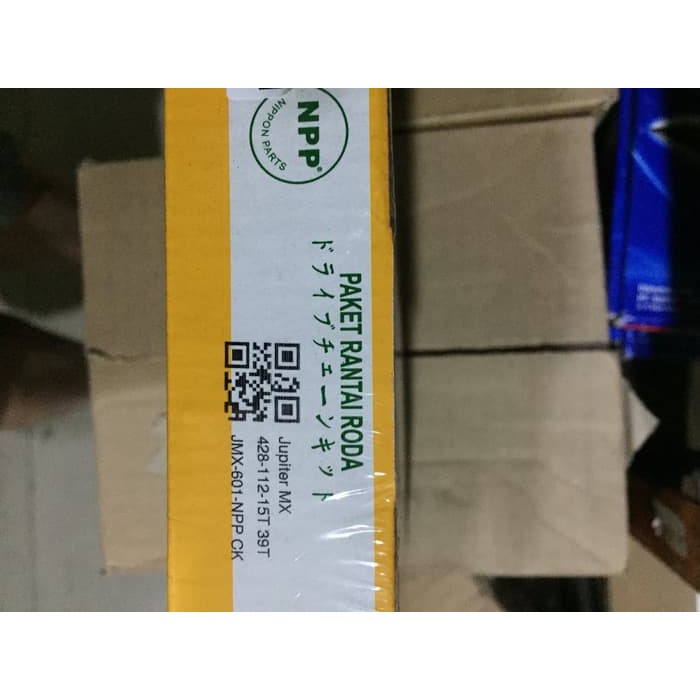 NPP®
NIPPON PARTS
PAKET RANTAI RODA
ドライブチェーンキット
Jupiter MX
428-112-15T 39T
JMX-601-NPP CK